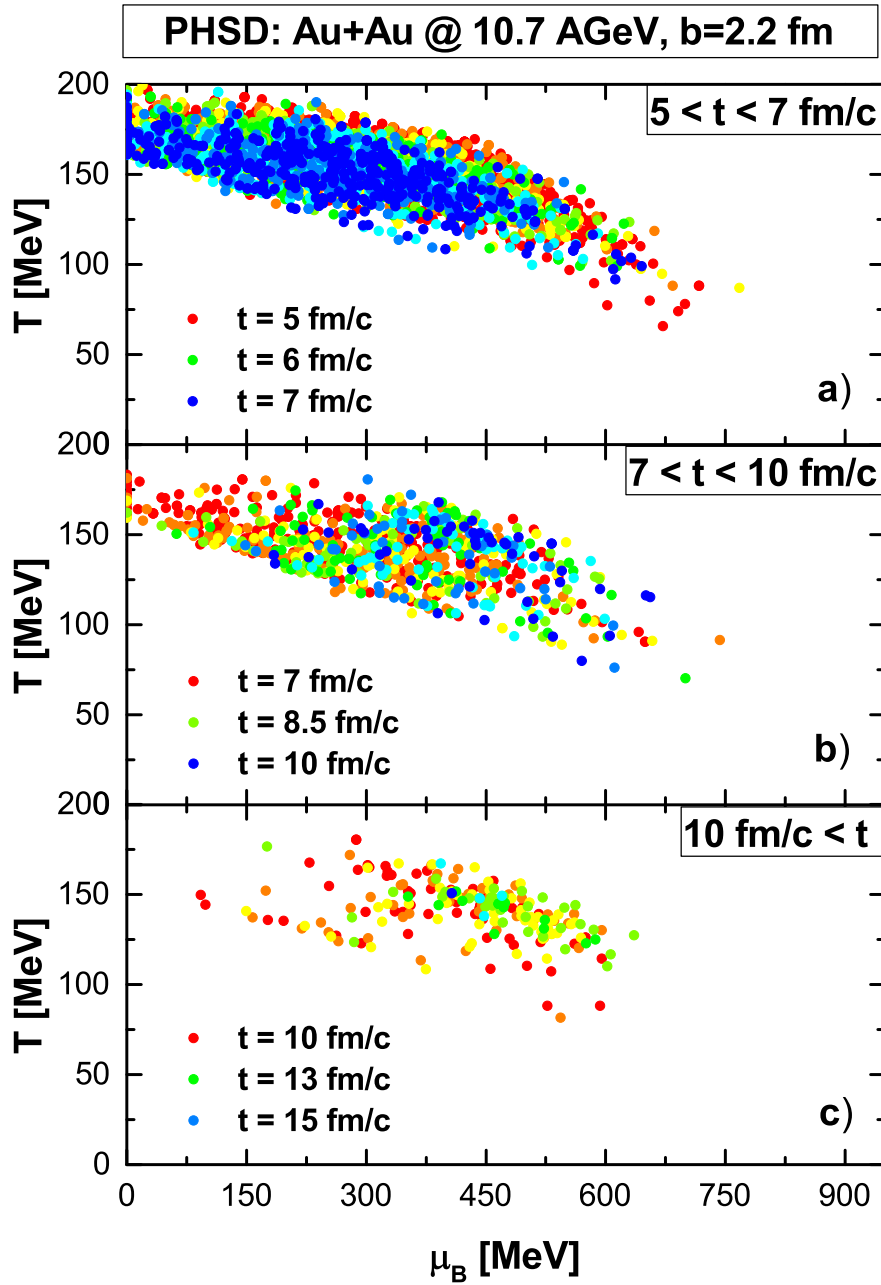 PHSD: Au+Au @ 10.7 AGeV, b=2.2 fm
5 < t < 7 fm/c
200
150
100
50
T [MeV]
t = 5 fm/c
t = 6 fm/c
t = 7 fm/c
a)
7 < t < 10 fm/c
200
150
100
50
T [MeV]
t = 7 fm/c
t = 8.5 fm/c
t = 10 fm/c
b)
10 fm/c < t
200
150
100
50
0
T [MeV]
t = 10 fm/c
t = 13 fm/c
t = 15 fm/c
c)
0 150 300 450 600 750 900
μ_B [MeV]